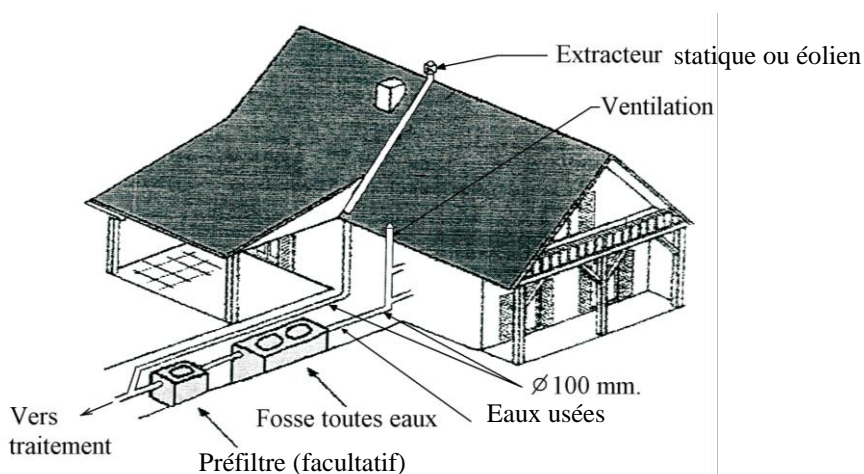 Extracteur statique ou éolien
Ventilation
Ø 100 mm.
Eaux usées
Fosse toutes eaux
Vers
traitement
Préfiltre (facultatif)